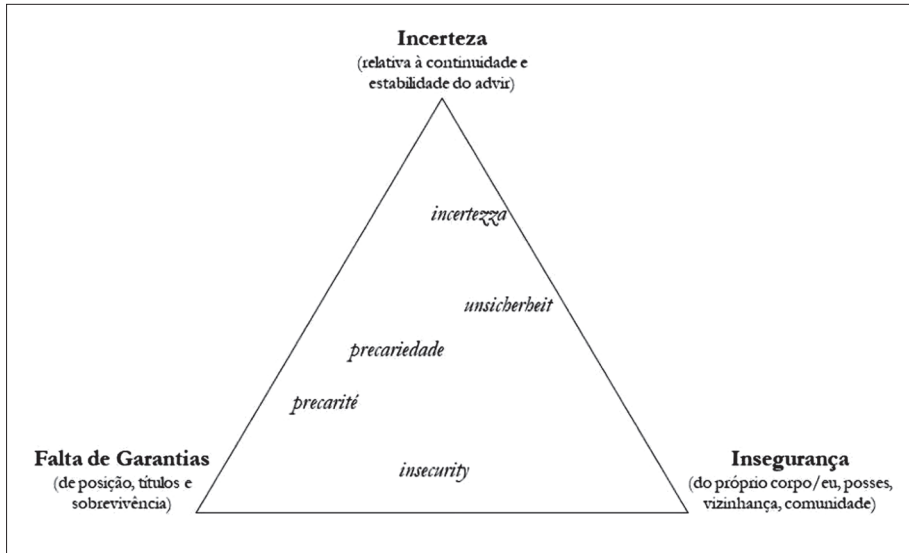 Incerteza
(relativa à continuidade e
estabilidade do advir)
incertezza
unsicherheit
precariedade
precarité
insecurity
Falta de Garantias
(de posição, títulos e
sobrevivência)
Insegurança
(do próprio corpo/eu, posses,
vizinhança, comunidade)